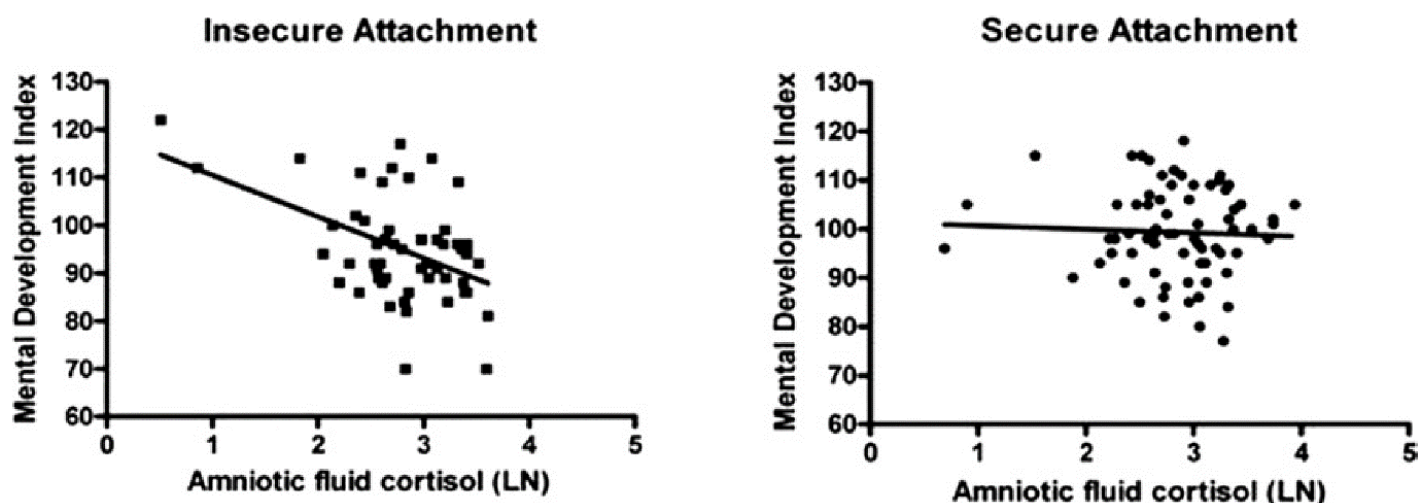 Insecure Attachment
Mental Development Index
130
120
110
100
90
80
70
60
0 1 2 3 4 5
Amniotic fluid cortisol (LN)
Secure Attachment
Mental Development Index
130
120
110
100
90
80
70
60
0 1 2 3 4 5
Amniotic fluid cortisol (LN)